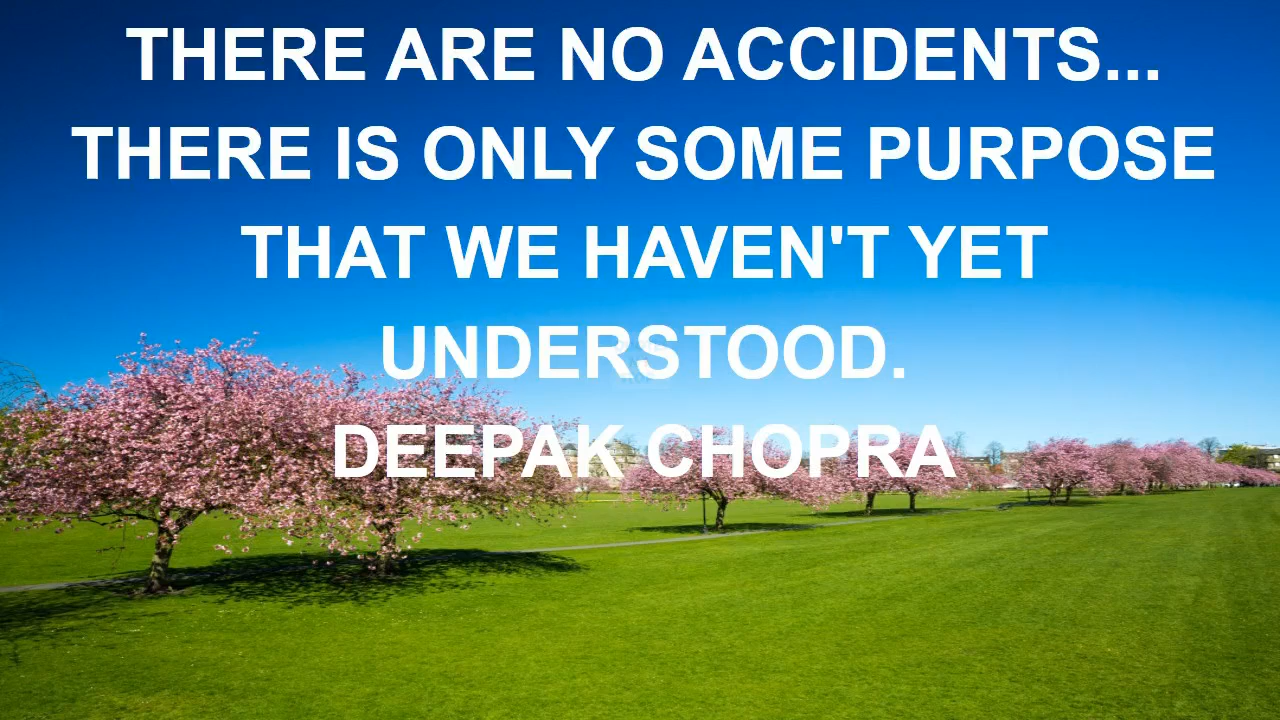 THERE ARE NO ACCIDENTS...
THERE IS ONLY SOME PURPOSE
THAT WE HAVEN'T YET
UNDERSTOOD.
DEEPAK CHOPRA